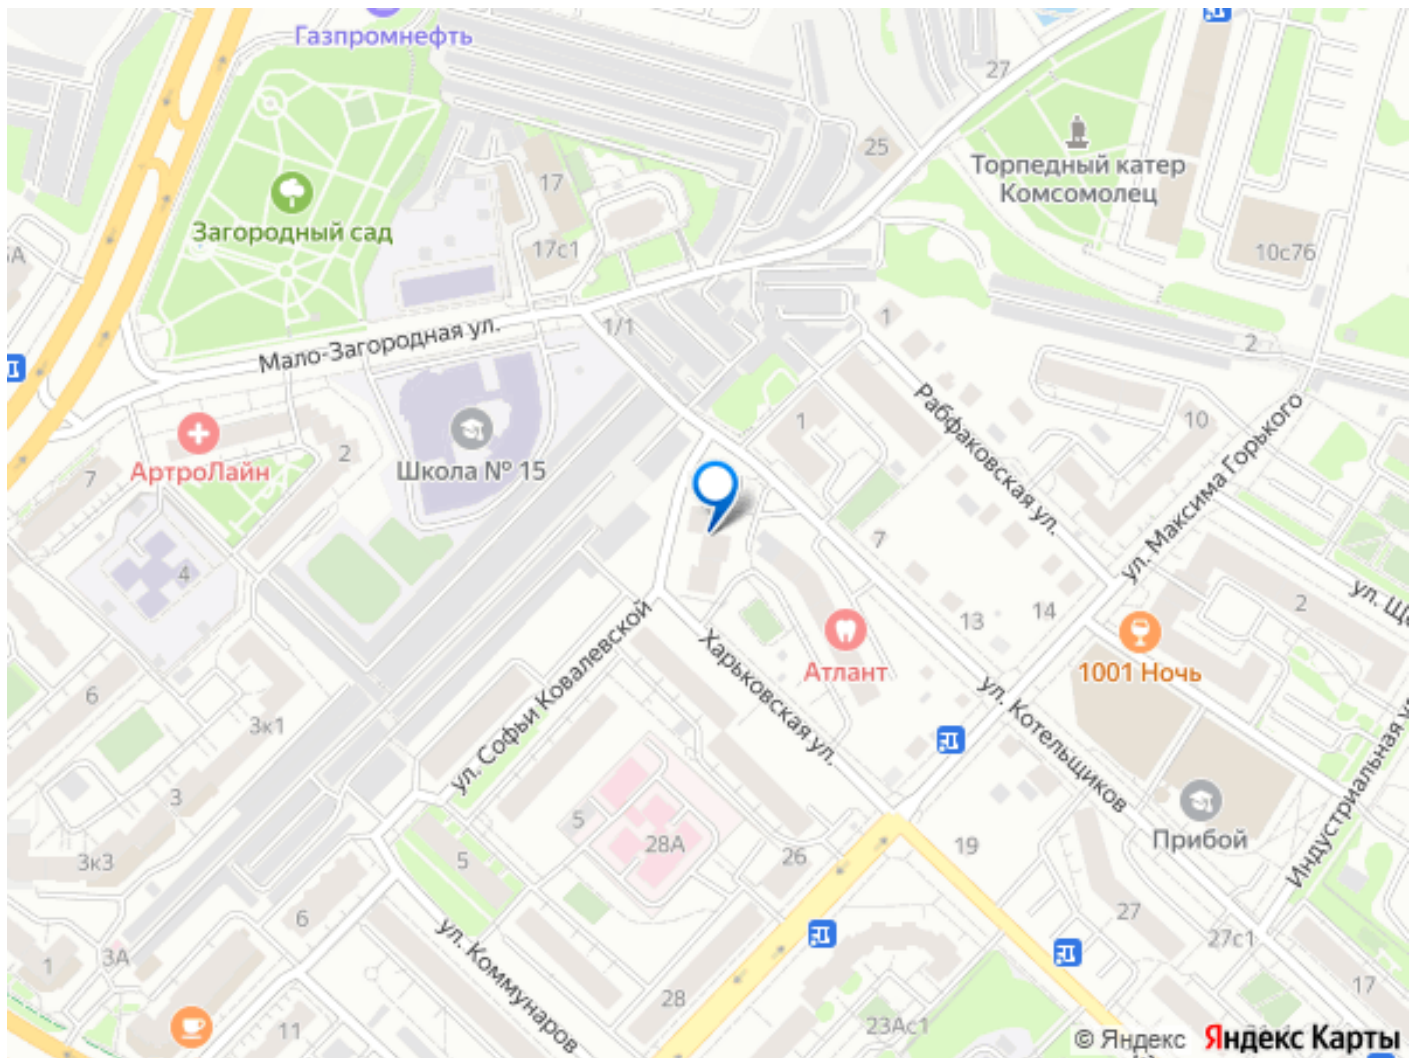 Газпромнефть
27
25
Торпедный катер
Комсомолец
17
Загородный сад
17с1
10с76
1/1
1
2
Мало-Загородная ул.
Рабфаковская ул.
ул. Максима Горького
1
10
2
АртроЛайн
Школа № 15
7
7
4
13
14
2
1001 Ночь
Атлант
ул. Софьи Ковалевской
Харьковская ул.
ул. Котельщиков
Индустриальная
6
3к1
3
5
28А
26
19
Прибой
3к3
5
6
27
27с1
3А
1
ул. Коммунаров
28
11
23Ас1
17
© Яндекс Яндекс Карты